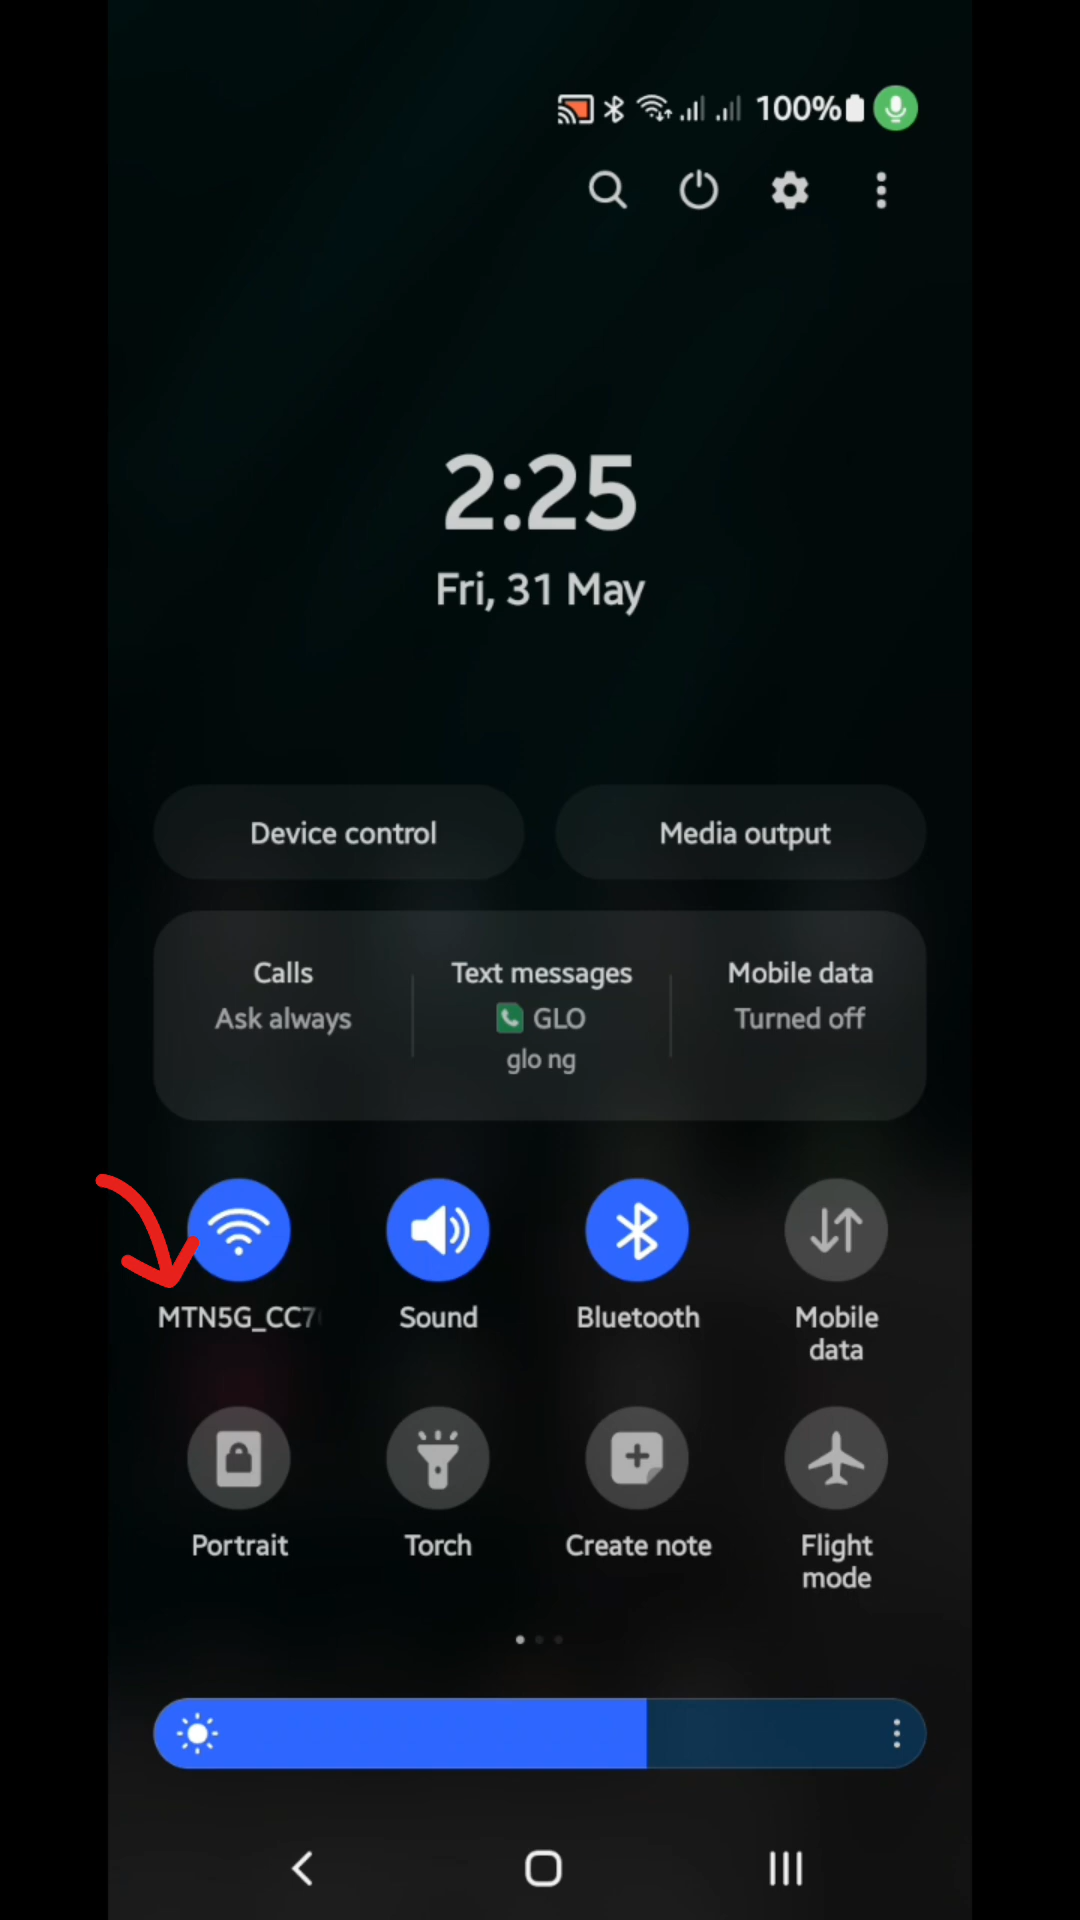 100%
2:25
Fri, 31 May
Device control
Media output
Calls
Ask always
Text messages
GLO
glo ng
Mobile data
Turned off
MTN5G_CC7
Sound
Bluetooth
Mobile
data
Portrait
Torch
Create note
Flight
mode